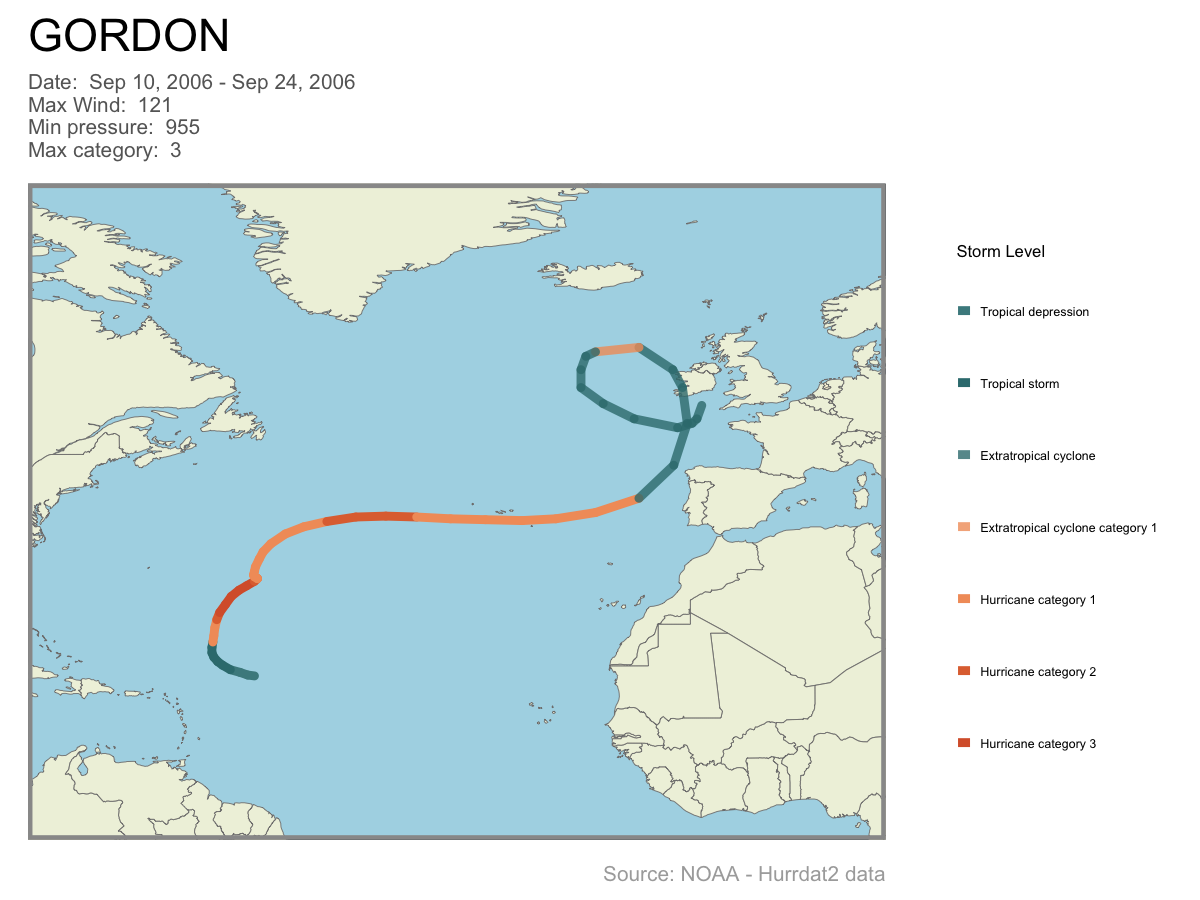 GORDON
Date:  Sep 10, 2006 - Sep 24, 2006
Max Wind:  121
Min pressure:  955
Max category:  3
Storm Level
Tropical depression
Tropical storm
Extratropical cyclone
Extratropical cyclone category 1
Hurricane category 1
Hurricane category 2
Hurricane category 3
Source: NOAA - Hurrdat2 data